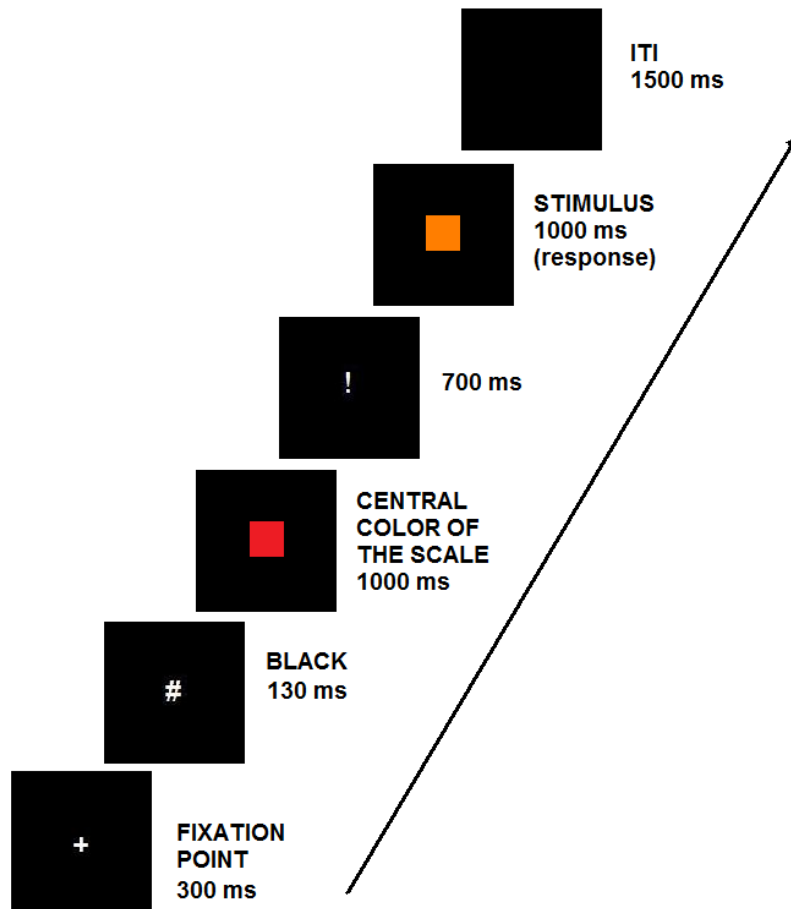 ITI
1500 ms
STIMULUS
1000 ms
(response)
!
700 ms
CENTRAL
COLOR OF
THE SCALE
1000 ms
#
BLACK
130 ms
+
FIXATION
POINT
300 ms